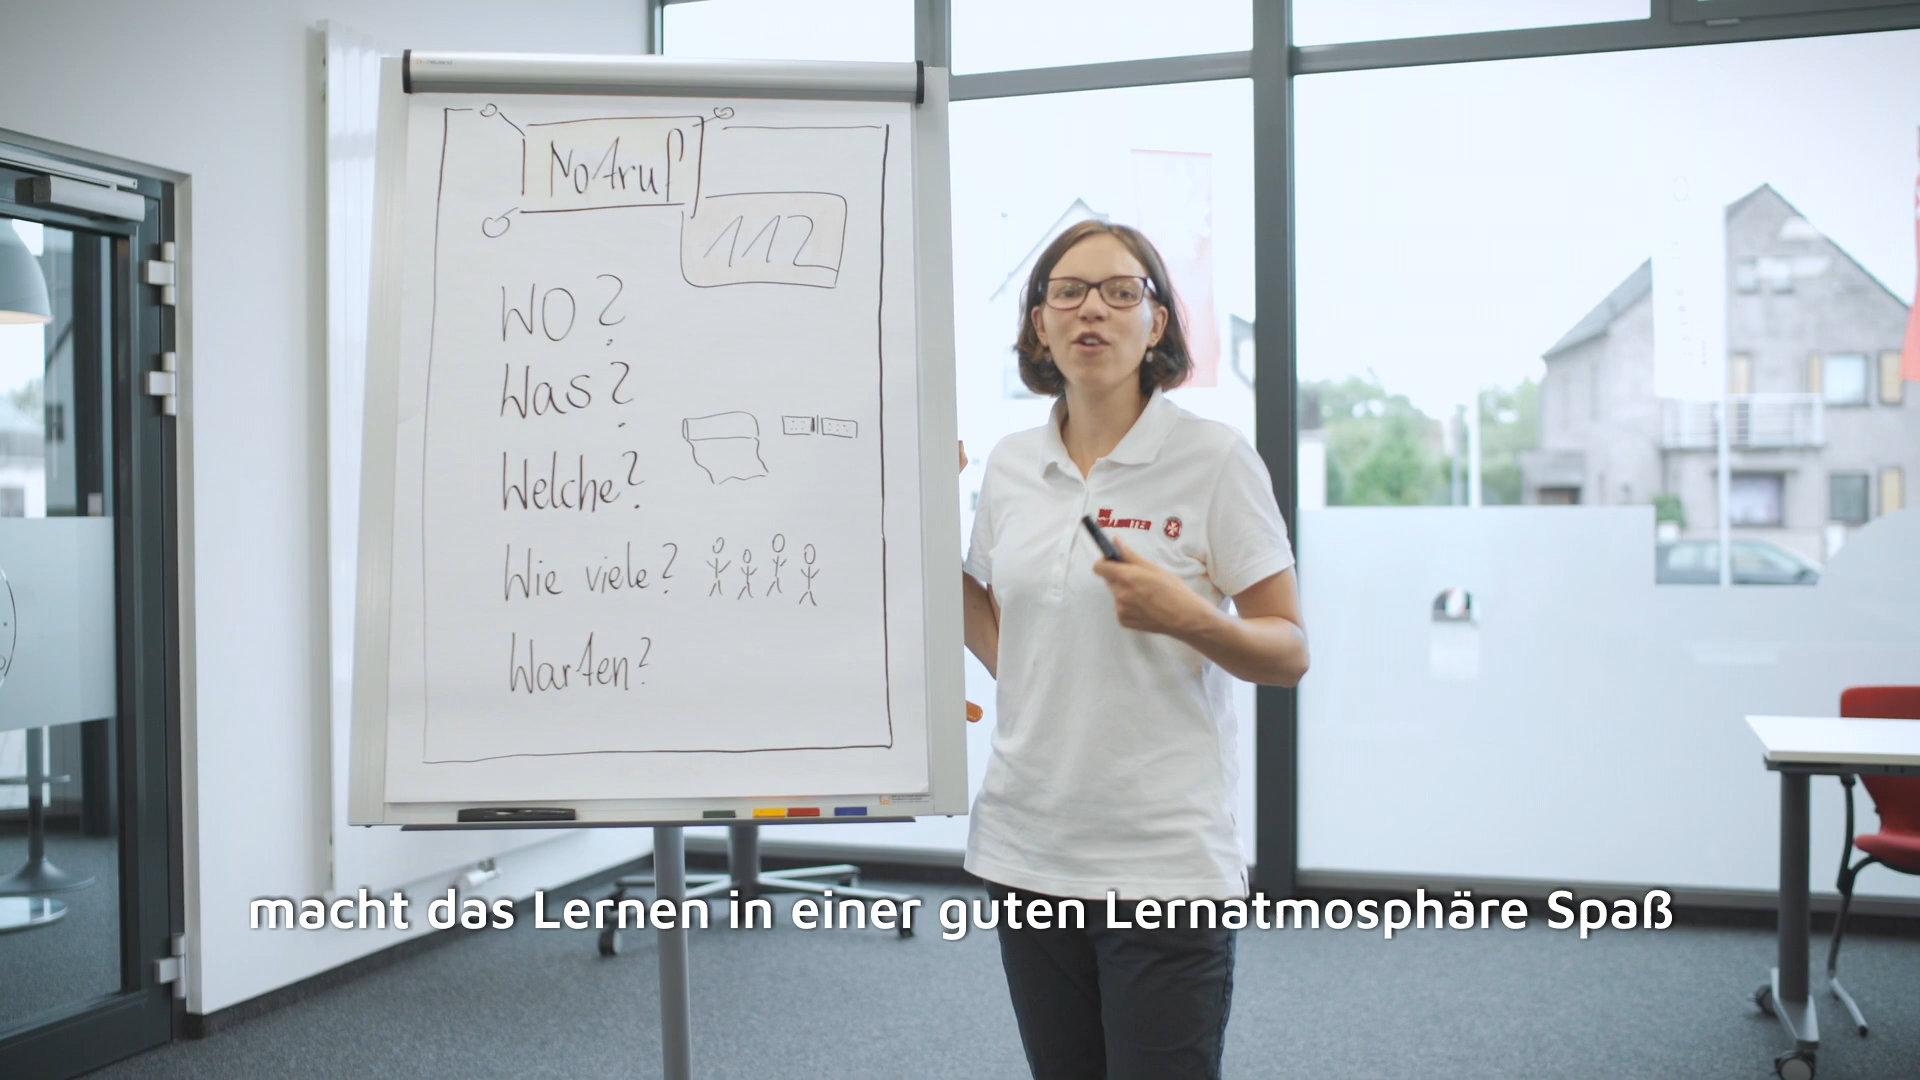 Notruf
112
Wo?
Was?
Welche?
Wie viele?
Warten?
macht das Lernen in einer guten Lernatmosphäre Spaß